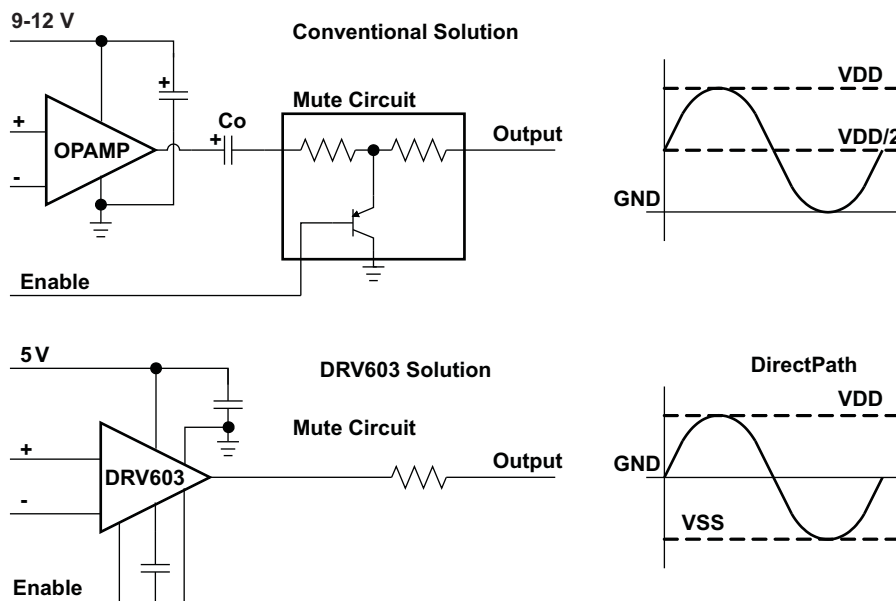 9-12 V
Conventional Solution
+
Mute Circuit
Co
+
+
OPAMP
-
Output
Enable
VDD
VDD/2
GND
5 V
DRV603 Solution
Mute Circuit
+
DRV603
-
Output
Enable
DirectPath
VDD
GND
VSS